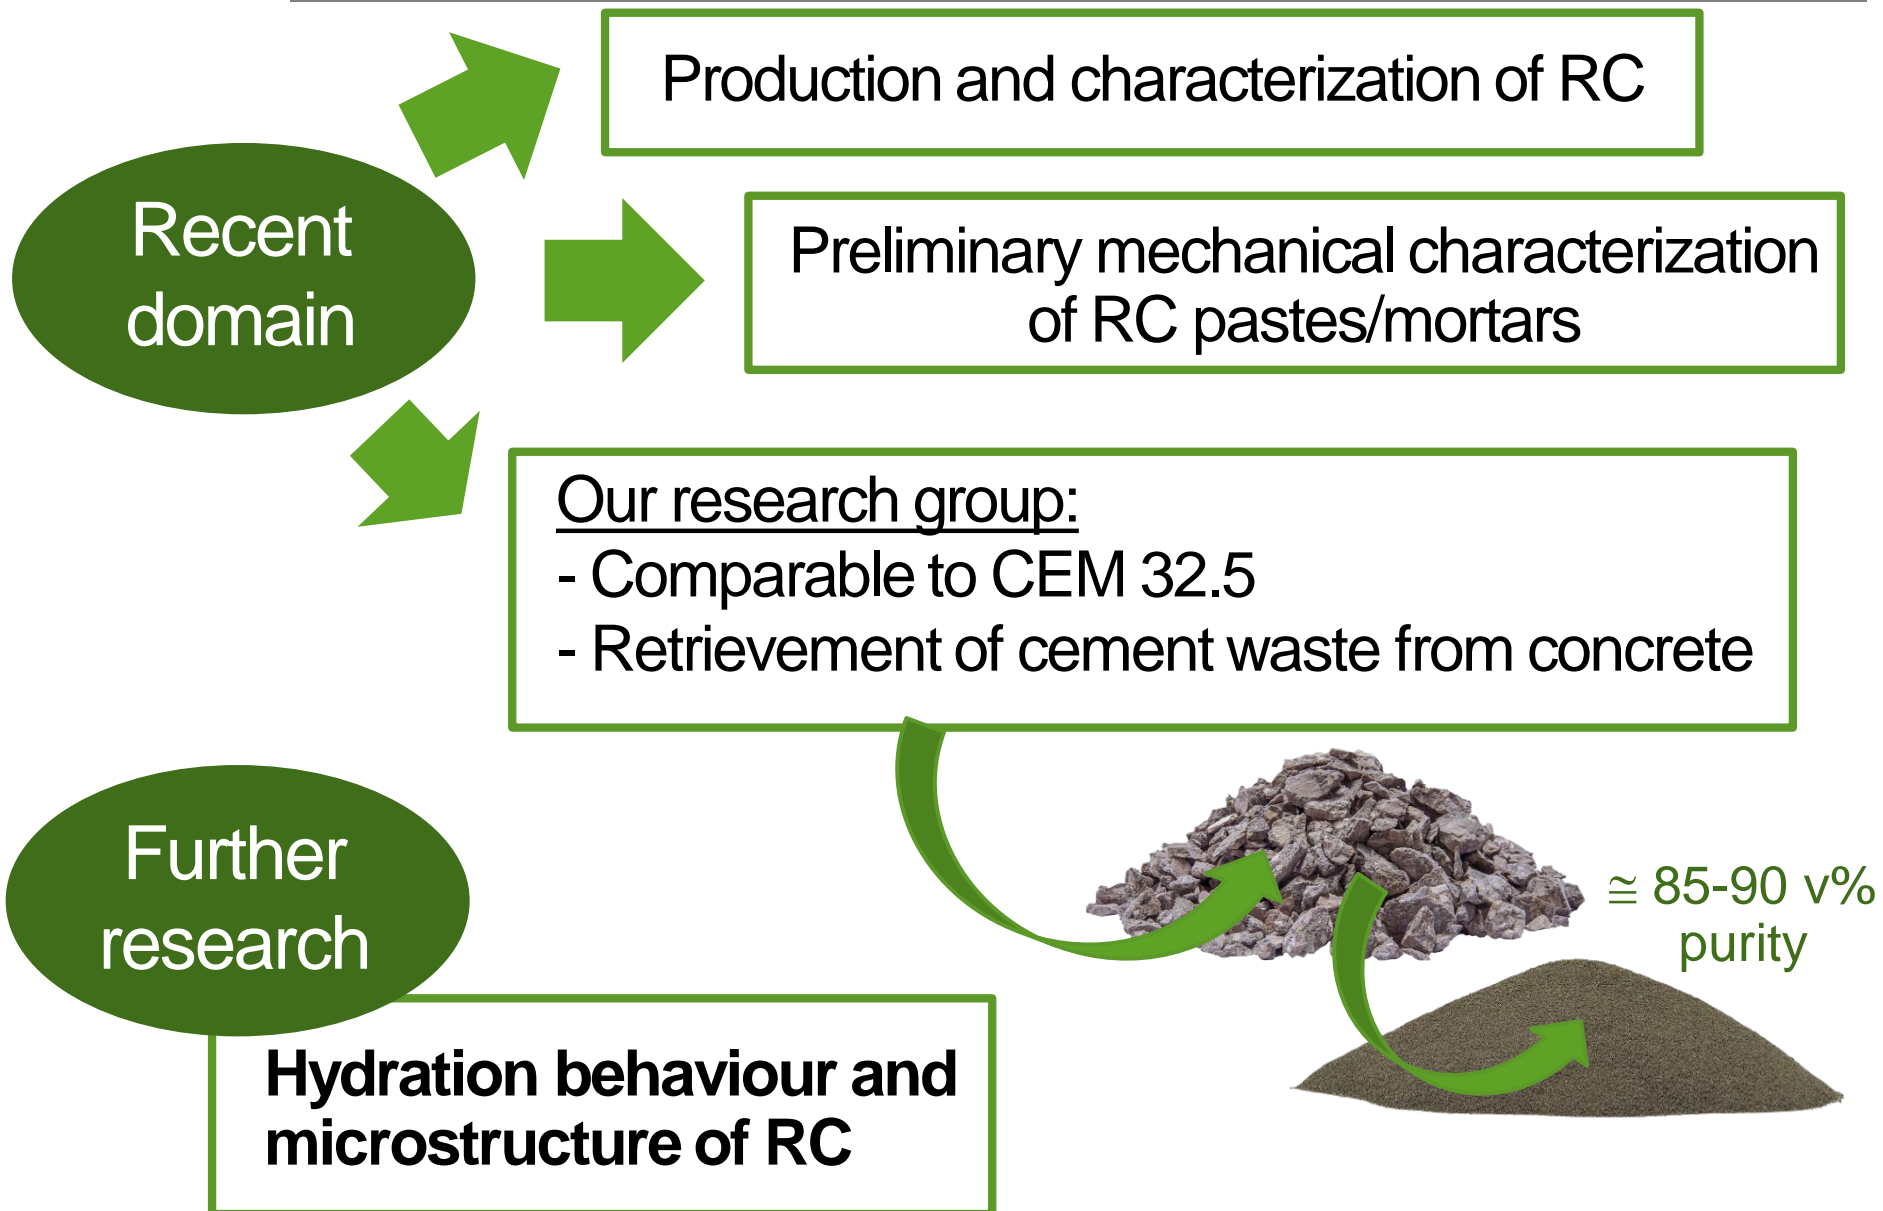 Production and characterization of RC
Recent
domain
Preliminary mechanical characterization
of RC pastes/mortars
Our research group:
- Comparable to CEM 32.5
- Retrievement of cement waste from concrete
Further
research
≅ 85-90 v%
purity
Hydration behaviour and
microstructure of RC